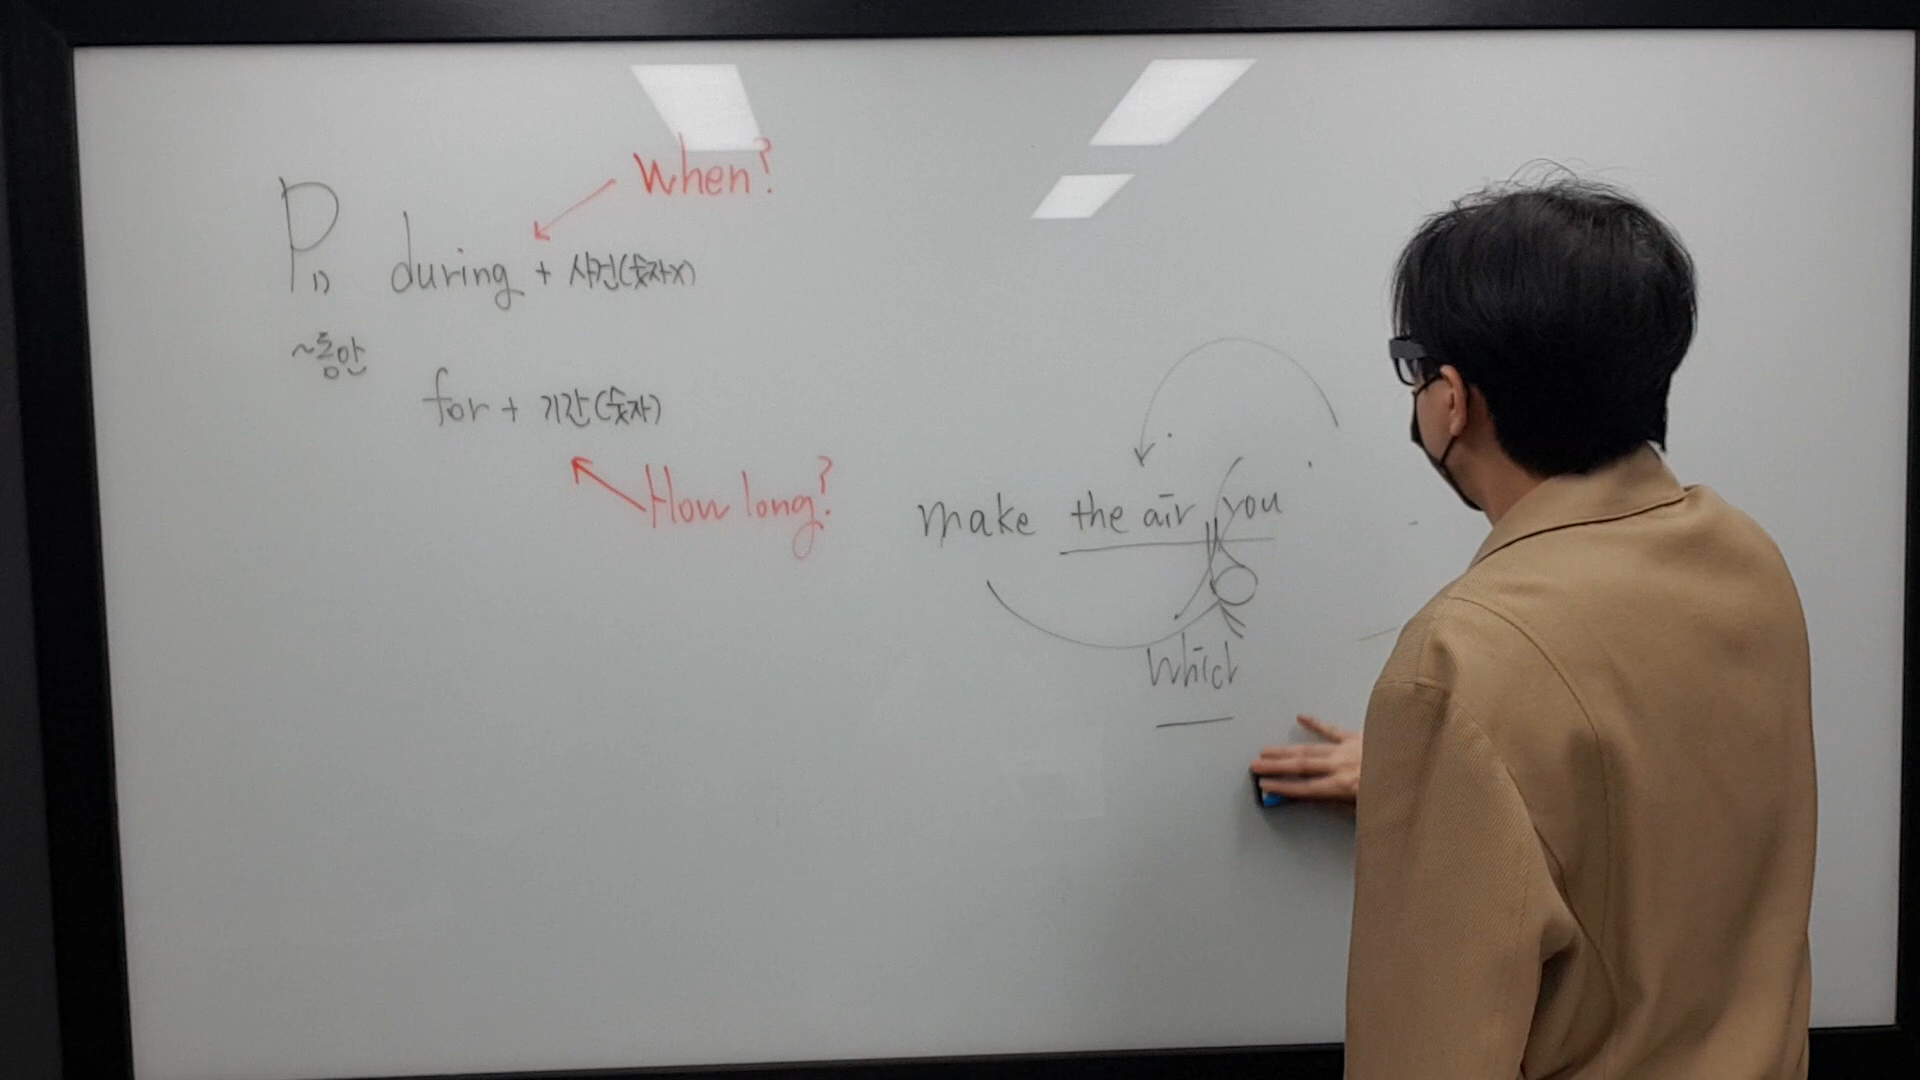 When?
P 1) during + 사건(숫자x)
~동안
for + 기간(숫자)
How long?
make the air (you
which